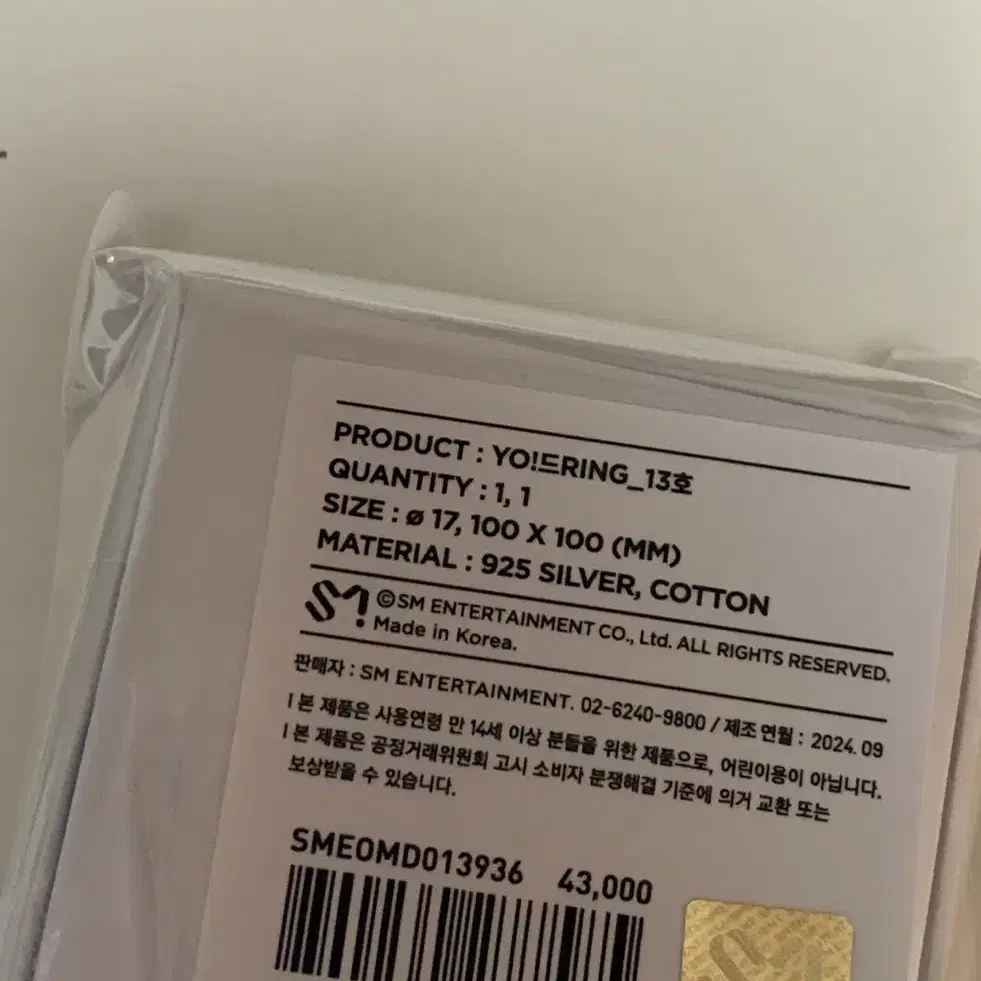 PRODUCT : YO!드RING_13호
QUANTITY : 1, 1
SIZE : ø 17, 100 X 100 (MM)
MATERIAL : 925 SILVER, COTTON
SM! ©SM ENTERTAINMENT CO., Ltd. ALL RIGHTS RESERVED.
Made in Korea.
판매자 : SM ENTERTAINMENT. 02-6240-9800 / 제조 연월 : 2024. 09
l 본 제품은 사용연령 만 14세 이상 분들을 위한 제품으로, 어린이용이 아닙니다.
l 본 제품은 공정거래위원회 고시 소비자 분쟁해결 기준에 의거 교환 또는
보상받을 수 있습니다.
SMEOMD013936 43,000